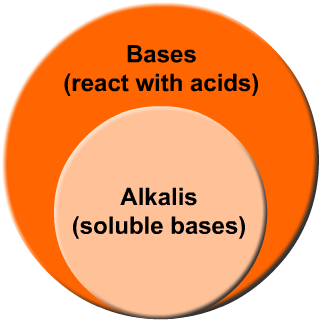 Bases
(react with acids)
Alkalis
(soluble bases)